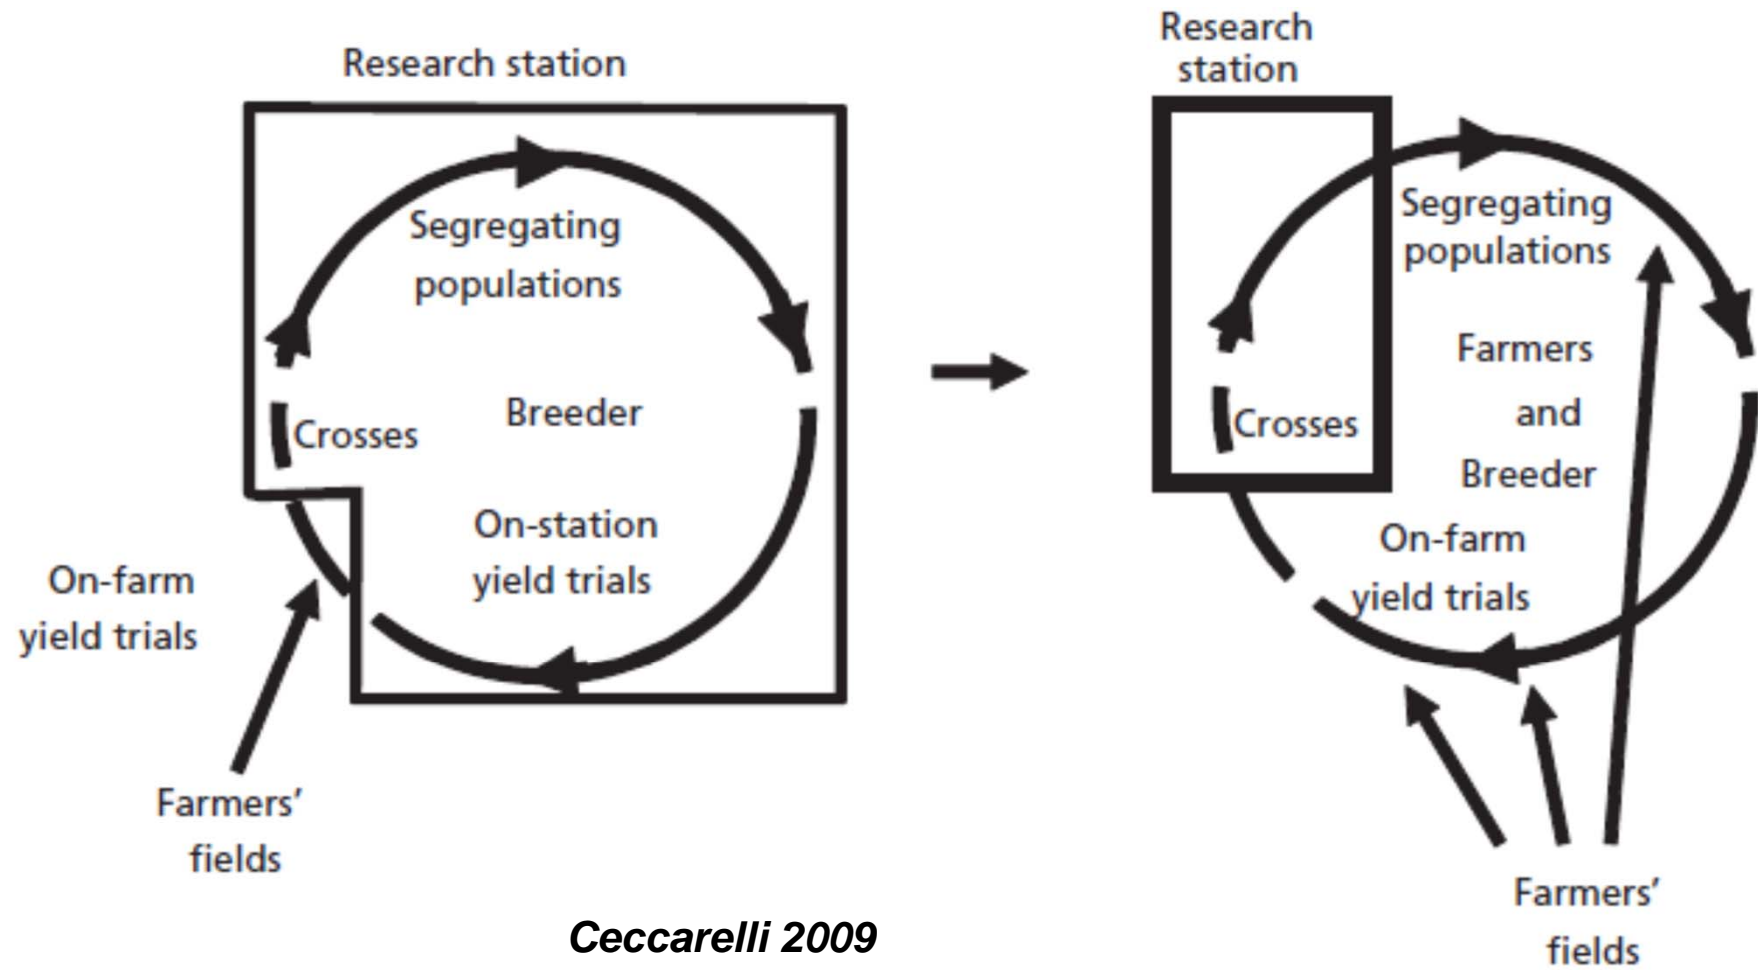 Research station
Segregating
populations
Breeder
Crosses
On-station
yield trials
On-farm
yield trials
Farmers’
fields
Research
station
Segregating
populations
Farmers
and
Breeder
Crosses
On-farm
yield trials
Farmers’
fields
Ceccarelli 2009